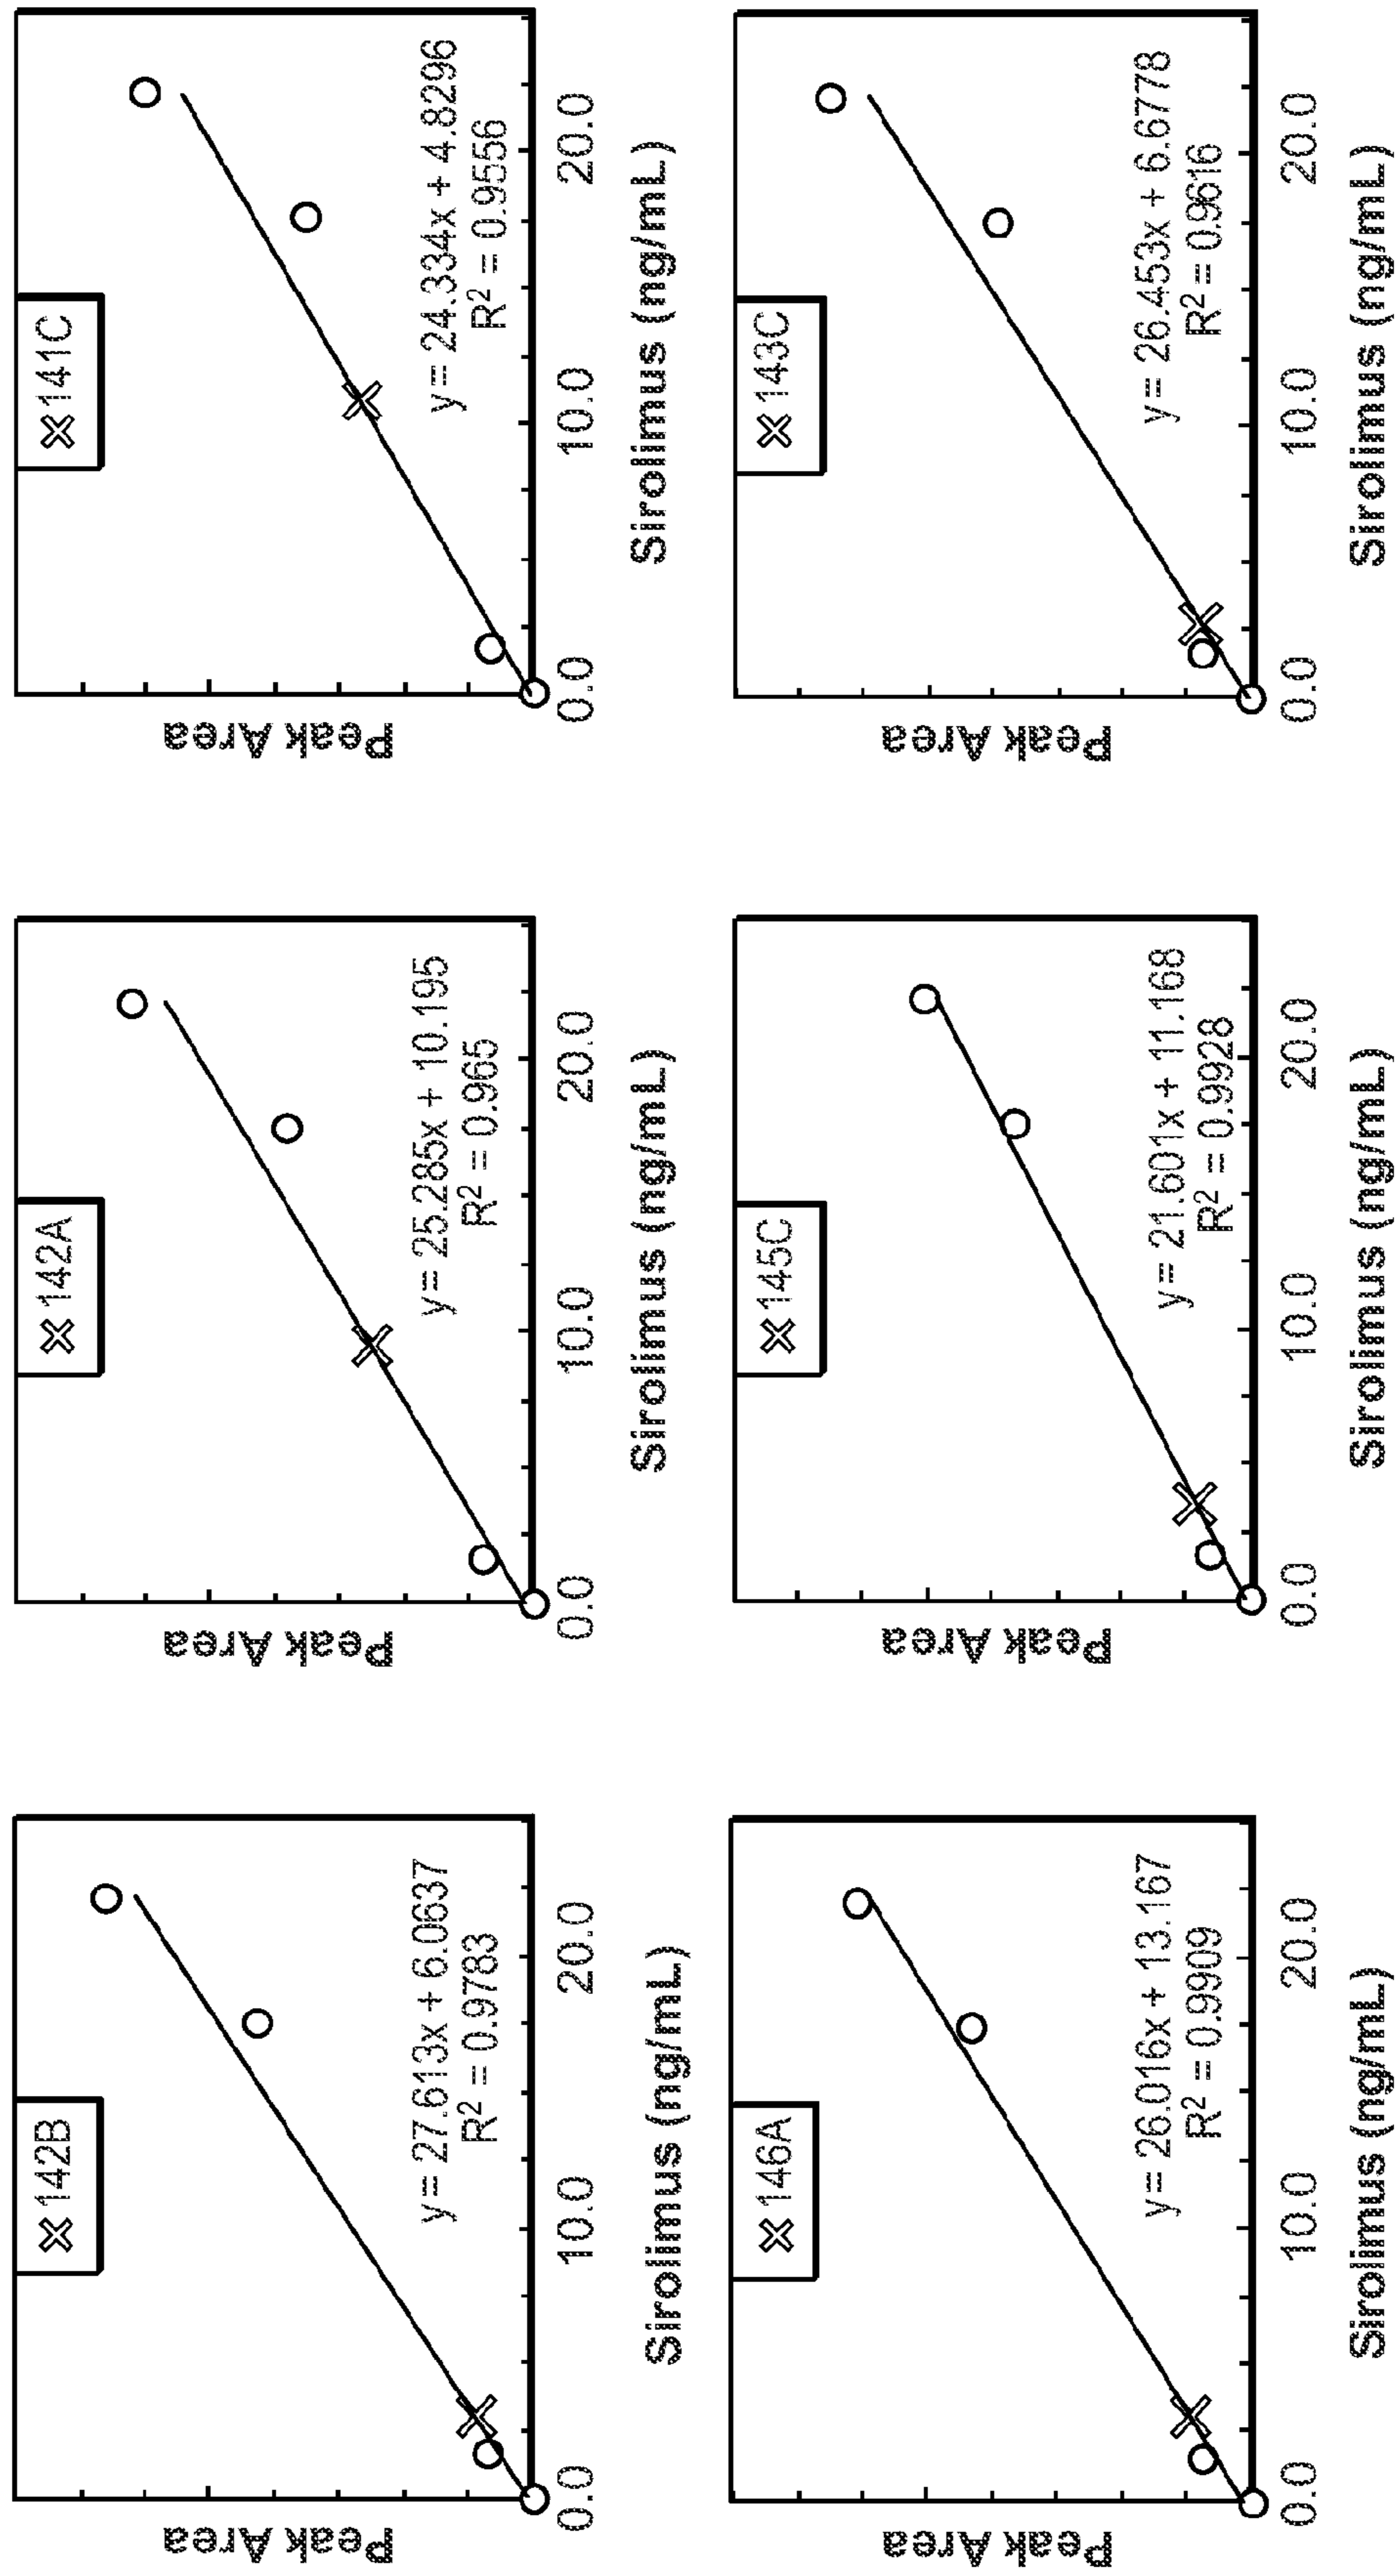 ×142B
y = 27.613x + 6.0637
R² = 0.9783
Peak Area
0.0 10.0 20.0
Sirolimus (ng/mL)
×142A
y = 25.285x + 10.195
R² = 0.965
Peak Area
0.0 10.0 20.0
Sirolimus (ng/mL)
×141C
y = 24.334x + 4.8296
R² = 0.9556
Peak Area
0.0 10.0 20.0
Sirolimus (ng/mL)
×146A
y = 26.016x + 13.167
R² = 0.9909
Peak Area
0.0 10.0 20.0
Sirolimus (ng/mL)
×145C
y = 21.601x + 11.168
R² = 0.9928
Peak Area
0.0 10.0 20.0
Sirolimus (ng/mL)
×143C
y = 26.453x + 6.6778
R² = 0.9616
Peak Area
0.0 10.0 20.0
Sirolimus (ng/mL)